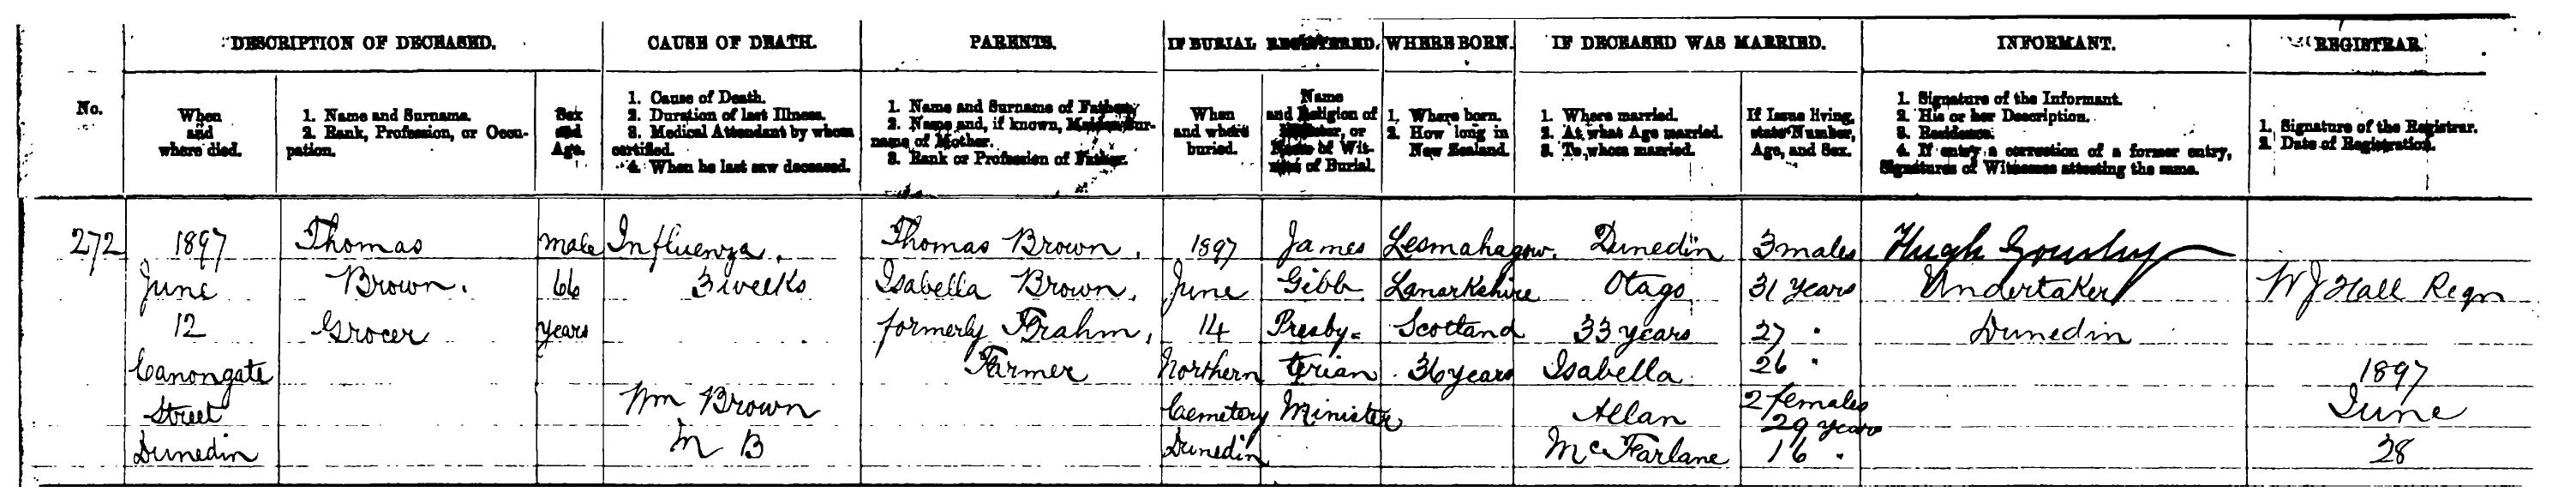 DESCRIPTION OF DECEASED.
CAUSE OF DEATH.
PARENTS.
IF BURIAL REGISTERED.
WHERE BORN.
IF DECEASED WAS MARRIED.
INFORMANT.
REGISTRAR.
No.
When
and
where died.
1. Name and Surname.
2. Rank, Profession, or Occu-
pation.
Sex
and
Age.
1. Cause of Death.
2. Duration of last Illness.
3. Medical Attendant by whom
certified.
4. When he last saw deceased.
1. Name and Surname of Father.
2. Name and, if known, Maiden Sur-
name of Mother.
3. Rank or Profession of Father.
When
and where
buried.
Name
and Religion of
Minister, or
Name of Wit-
ness of Burial.
1. Where born.
2. How long in
New Zealand.
1. Where married.
2. At what Age married.
3. To whom married.
If Issue living,
state Number,
Age, and Sex.
1. Signature of the Informant.
2. His or her Description.
3. Residence.
4. If entry a correction of a former entry,
Signatures of Witnesses attesting the same.
1. Signature of the Registrar.
2. Date of Registration.
272
1897
June
12
Canongate
Street
Dunedin
Thomas
Brown.
Grocer
male
66
years
Influenza.
3 weeks
Wm Brown
M B
Thomas Brown.
Isabella Brown.
formerly Frahm.
Farmer
1897
June
14
Northern
Cemetery
Dunedin
James
Gibb
Presby=
terian
Minister
Lesmahagow.
Lanarkshire
Scotland
36 years
Dunedin
Otago
33 years
Isabella
Allan
McFarlane
3 males
31 years
27 "
26 "
2 females
29 years
16 "
Hugh Gourley
Undertaker
Dunedin
W J Hall Regr
1897
June
28